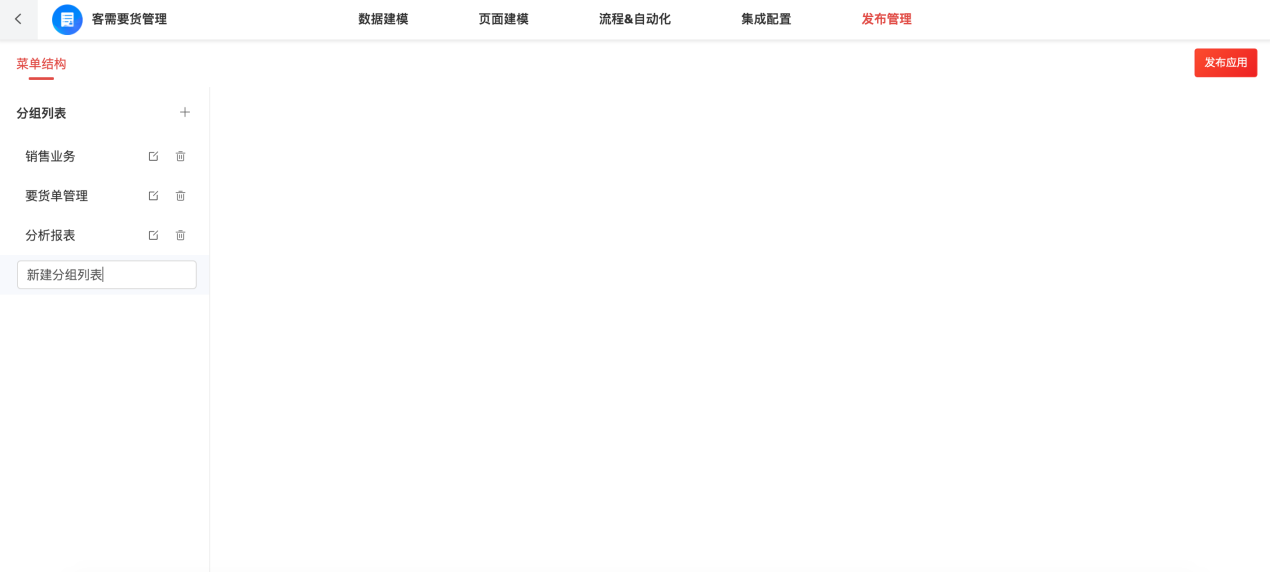 客需要货管理 数据建模 页面建模 流程&自动化 集成配置 发布管理
菜单结构 发布应用
分组列表
销售业务
要货单管理
分析报表
新建分组列表